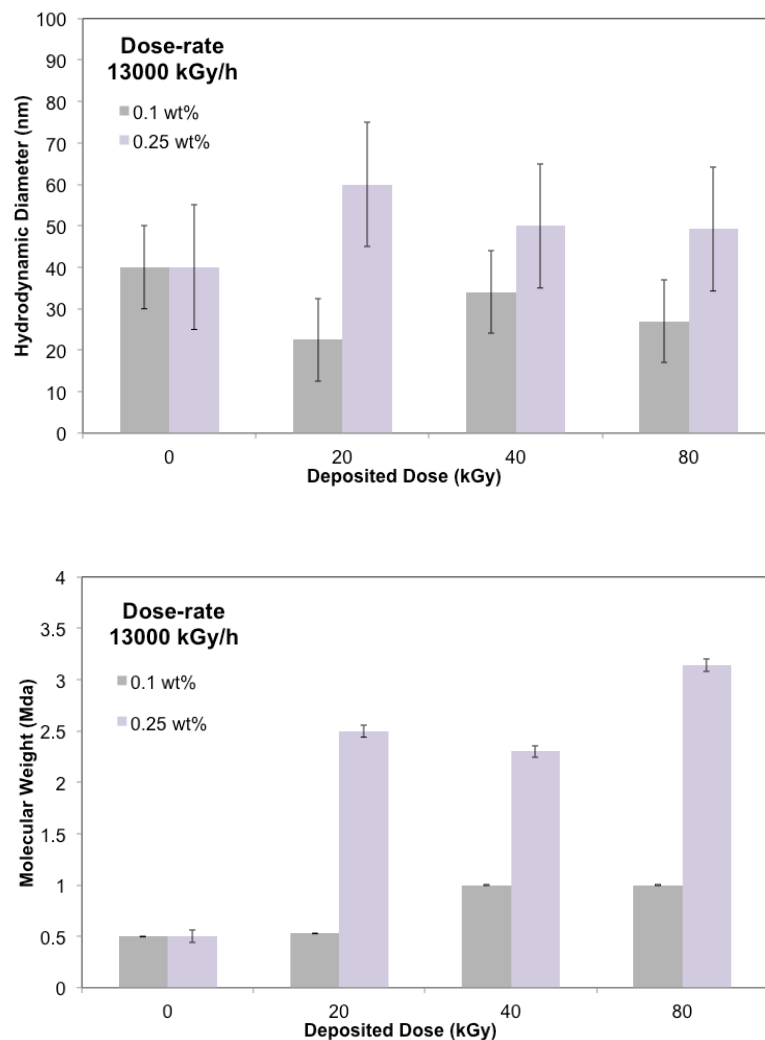 100
90
80
70
60
50
40
30
20
10
0
Hydrodynamic Diameter (nm)
Dose-rate
13000 kGy/h
0.1 wt%
0.25 wt%
0 20 40 80
Deposited Dose (kGy)
4
3.5
3
2.5
2
1.5
1
0.5
0
Molecular Weight (Mda)
Dose-rate
13000 kGy/h
0.1 wt%
0.25 wt%
0 20 40 80
Deposited Dose (kGy)